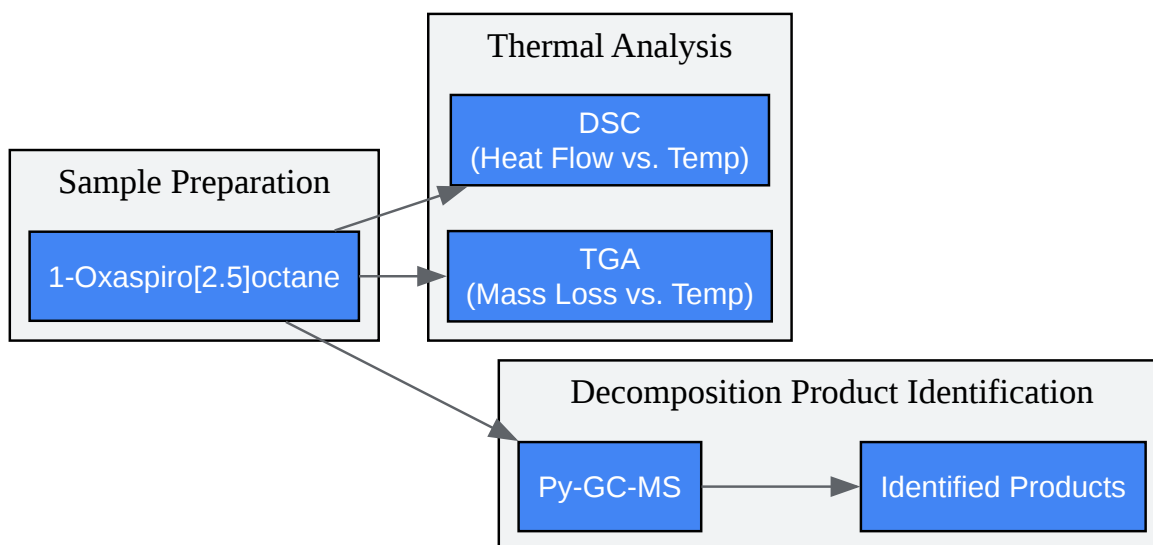 Thermal Analysis
DSC
(Heat Flow vs. Temp)
Sample Preparation
1-Oxaspiro[2.5]octane
TGA
(Mass Loss vs. Temp)
Decomposition Product Identification
Py-GC-MS
Identified Products